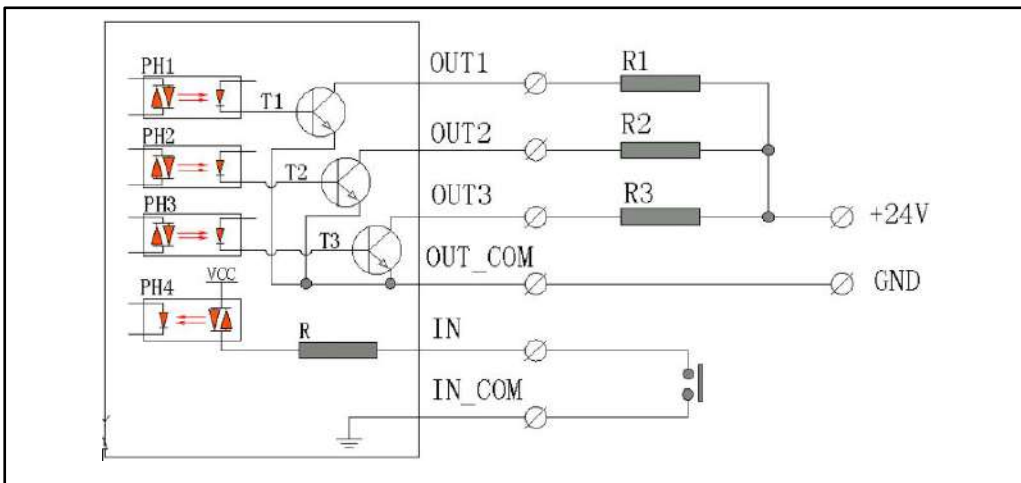 PH1
T1
OUT1
R1
PH2
T2
OUT2
R2
PH3
T3
OUT3
R3
+24V
OUT_COM
GND
PH4
VCC
R
IN
IN_COM